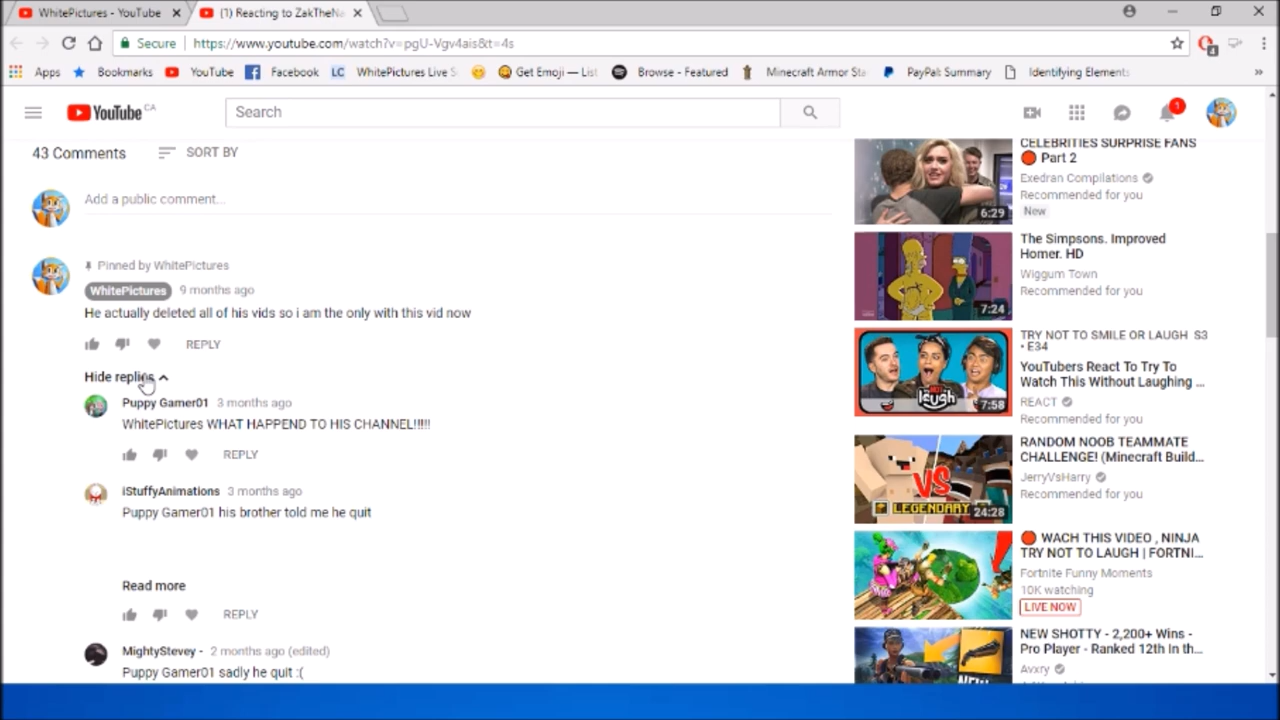 WhitePictures - YouTube
(1) Reacting to ZakTheNa
Secure https://www.youtube.com/watch?v=pgU-Vgv4ais&t=4s
4
Apps Bookmarks YouTube Facebook LC WhitePictures Live S Get Emoji — List Browse - Featured Minecraft Armor Sta PayPal: Summary Identifying Elements »
YouTube CA
Search
1
43 Comments SORT BY
Add a public comment...
Pinned by WhitePictures
WhitePictures 9 months ago
He actually deleted all of his vids so i am the only with this vid now
REPLY
Hide replies
Puppy Gamer01 3 months ago
WhitePictures WHAT HAPPEND TO HIS CHANNEL!!!!!
REPLY
iStuffyAnimations 3 months ago
Puppy Gamer01 his brother told me he quit
Read more
REPLY
MightyStevey - 2 months ago (edited)
Puppy Gamer01 sadly he quit :(
CELEBRITIES SURPRISE FANS
Part 2
Exedran Compilations
Recommended for you
New
6:29
The Simpsons. Improved
Homer. HD
Wiggum Town
Recommended for you
7:24
TRY NOT TO SMILE OR LAUGH S3
• E34
YouTubers React To Try To
Watch This Without Laughing ...
REACT
Recommended for you
laugh
7:58
RANDOM NOOB TEAMMATE
CHALLENGE! (Minecraft Build...
JerryVsHarry
Recommended for you
VS
LEGENDARY
24:28
WACH THIS VIDEO , NINJA
TRY NOT TO LAUGH | FORTNI...
Fortnite Funny Moments
10K watching
LIVE NOW
NEW SHOTTY - 2,200+ Wins -
Pro Player - Ranked 12th In th...
Avxry
NEW